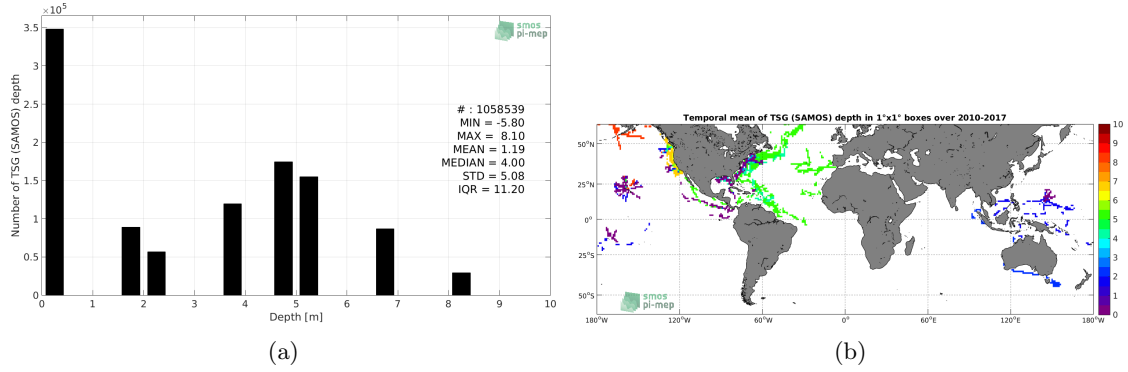 ×10⁵
3.5
3
2.5
2
1.5
1
0.5
0
Number of TSG (SAMOS) depth
0 1 2 3 4 5 6 7 8 9 10
Depth [m]
smos
pi-mep
# : 1058539
MIN = -5.80
MAX = 8.10
MEAN = 1.19
MEDIAN = 4.00
STD = 5.08
IQR = 11.20
(a)
Temporal mean of TSG (SAMOS) depth in 1°x1° boxes over 2010-2017
50°N
25°N
0°
25°S
50°S
180°W 120°W 60°W 0° 60°E 120°E 180°W
smos
pi-mep
10
9
8
7
6
5
4
3
2
1
0
(b)